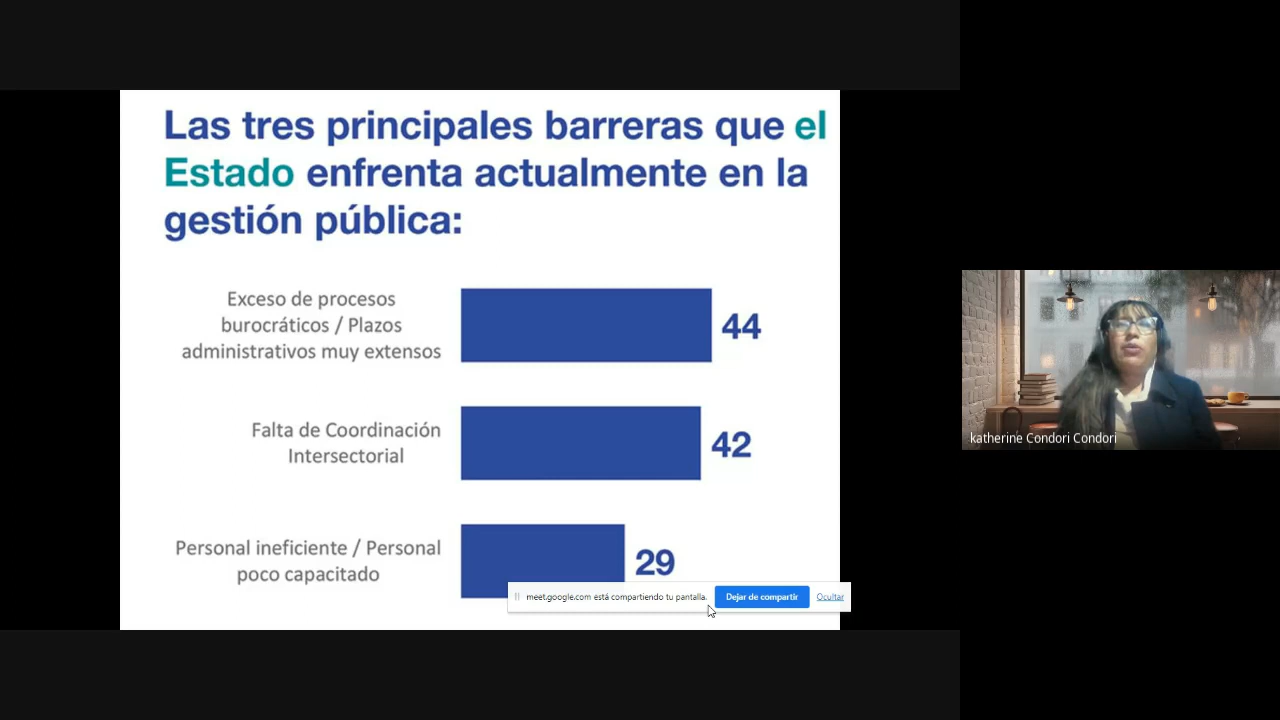 Las tres principales barreras que el
Estado enfrenta actualmente en la
gestión pública:
Exceso de procesos
burocráticos / Plazos
administrativos muy extensos
44
Falta de Coordinación
Intersectorial
42
Personal ineficiente / Personal
poco capacitado
29
meet.google.com está compartiendo tu pantalla.
Dejar de compartir
Ocultar
katherine Condori Condori